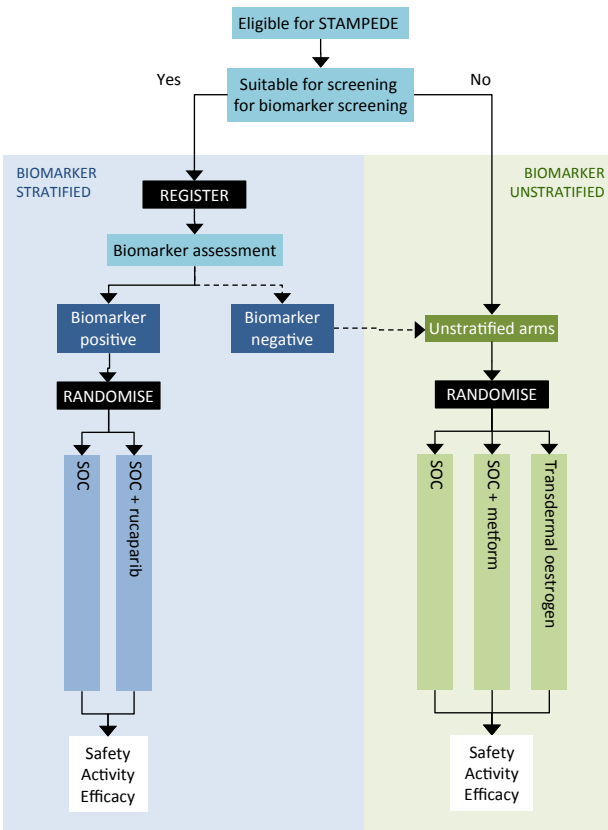 Eligible for STAMPEDE
Yes
Suitable for screening
for biomarker screening
No
BIOMARKER
STRATIFIED
BIOMARKER
UNSTRATIFIED
REGISTER
Biomarker assessment
Biomarker
positive
Biomarker
negative
Unstratified arms
RANDOMISE
RANDOMISE
SOC
SOC + rucaparib
SOC
SOC + metform
Transdermal oestrogen
Safety
Activity
Efficacy
Safety
Activity
Efficacy